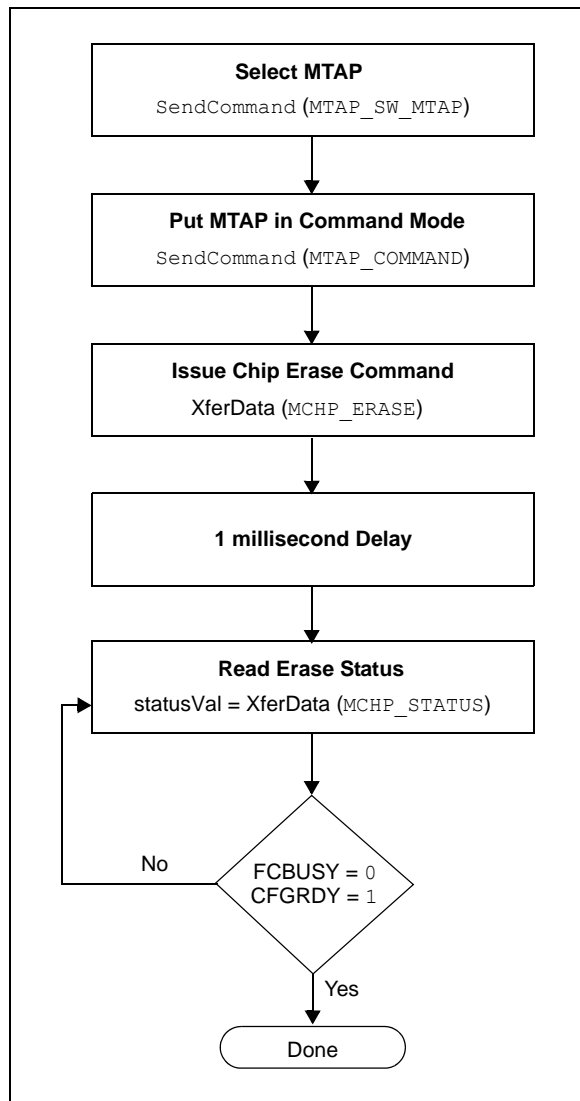 Select MTAP
SendCommand (MTAP_SW_MTAP)
Put MTAP in Command Mode
SendCommand (MTAP_COMMAND)
Issue Chip Erase Command
XferData (MCHP_ERASE)
1 millisecond Delay
Read Erase Status
statusVal = XferData (MCHP_STATUS)
No
FCBUSY = 0
CFGRDY = 1
Yes
Done